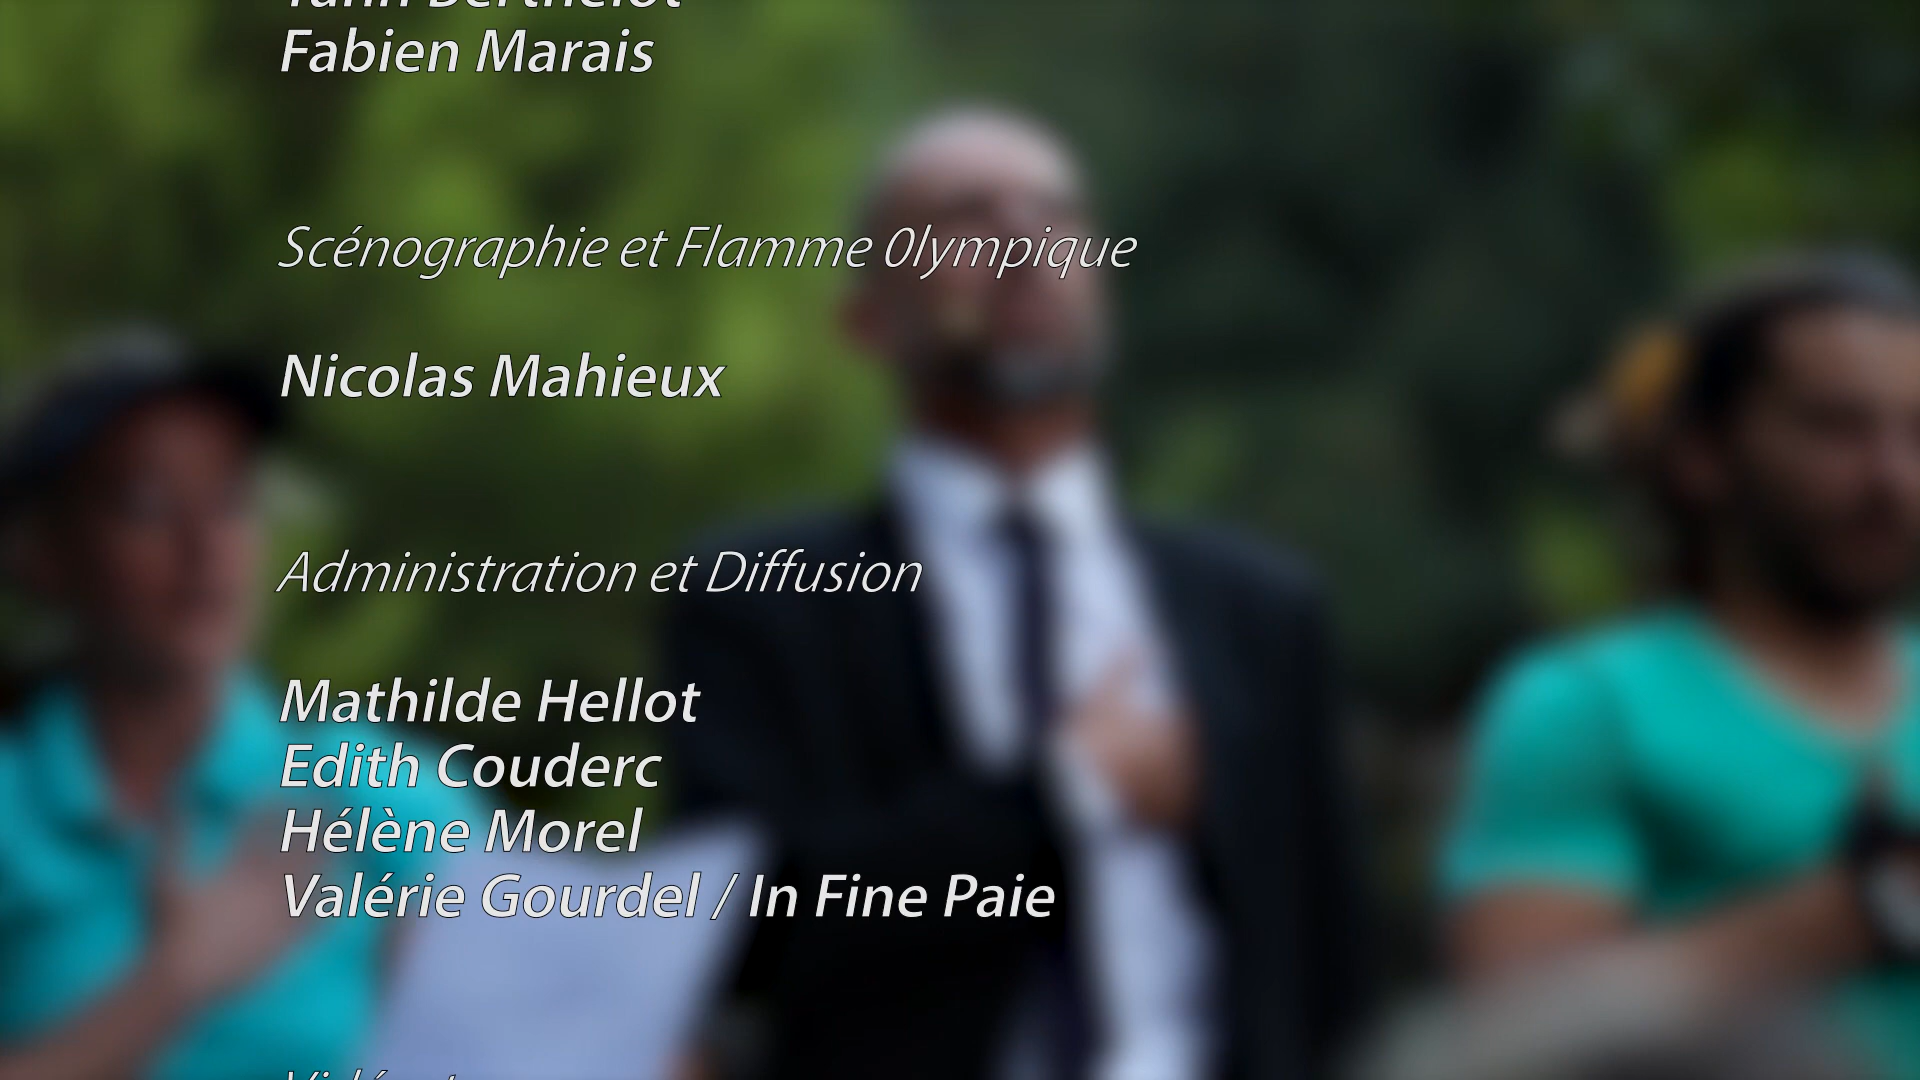 Fabien Marais
Scénographie et Flamme Olympique
Nicolas Mahieux
Administration et Diffusion
Mathilde Hellot
Edith Couderc
Hélène Morel
Valérie Gourdel / In Fine Paie